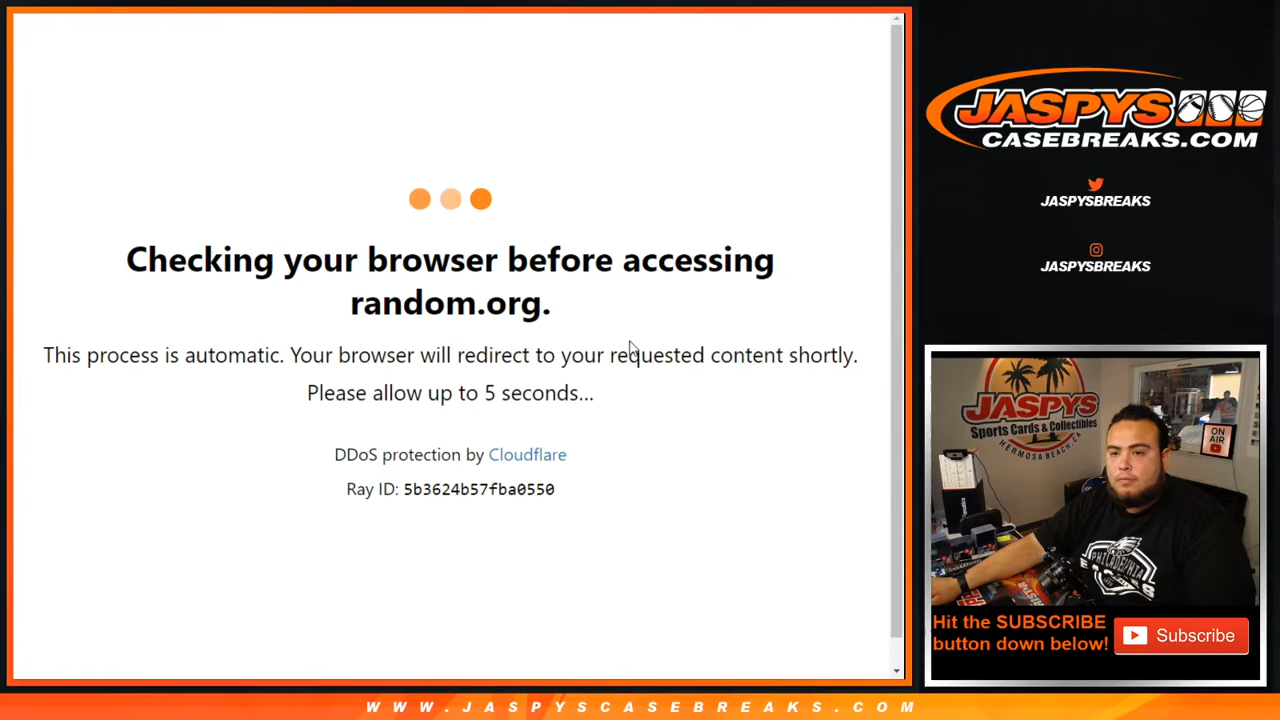 Checking your browser before accessing
random.org.
This process is automatic. Your browser will redirect to your requested content shortly.
Please allow up to 5 seconds...
DDoS protection by Cloudflare
Ray ID: 5b3624b57fba0550
JASPYS
CASEBREAKS.COM
JASPYSBREAKS
JASPYSBREAKS
JASPYS
Sports Cards & Collectibles
HERMOSA BEACH, CA
ON
AIR
PHILADELPHIA
Hit the SUBSCRIBE
button down below!
Subscribe
WWW.JASPYSCASEBREAKS.COM